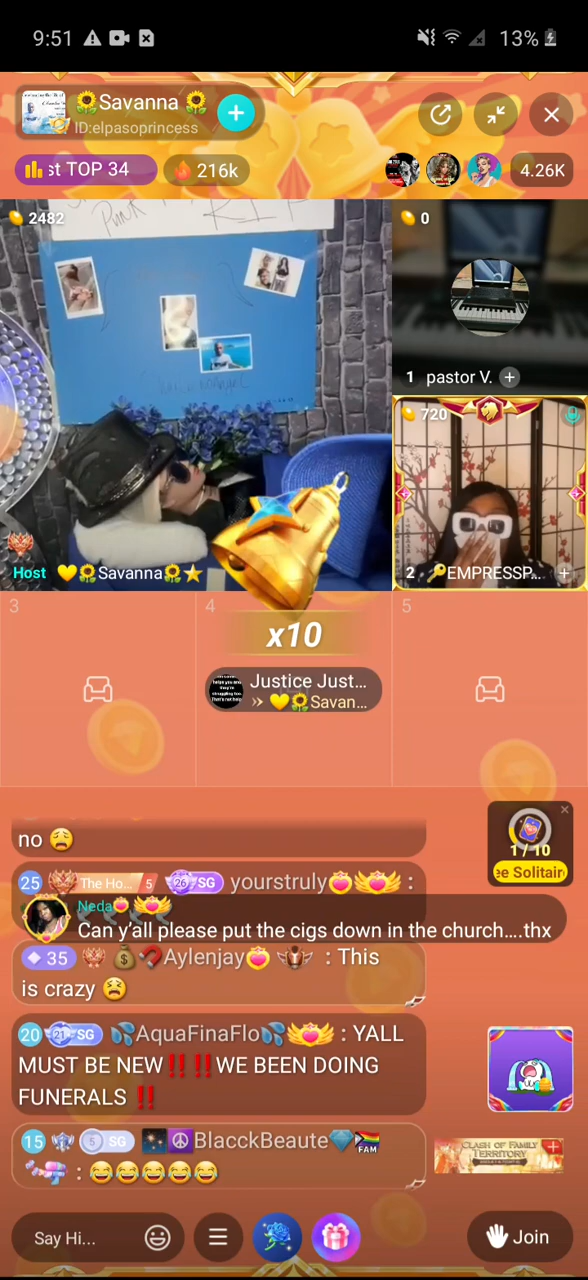 9:51
13%
🌻Savanna 🌻
ID:elpasoprincess
st TOP 34
216k
4.26K
2482
0
Punk
RIP
1 pastor V.
720
Host 💛🌻Savanna🌻⭐
2 🔑EMPRESSP...
3
4
5
x10
Justice Just...
💛🌻Savan...
no 😩
1 / 10
ee Solitair
25 The Ho... 5 26 SG yourstruly :
Neda
Can y'all please put the cigs down in the church....thx
35 💰🧲Aylenjay : This
is crazy 😫
20 21 SG 💦AquaFinaFlo💦 : YALL
MUST BE NEW‼️‼️WE BEEN DOING
FUNERALS ‼️
15 5 SG 🎆☮️BlacckBeaute💎🏳️‍🌈 FAM
: 😂😂😂😂😂
CLASH OF FAMILY
TERRITORY
Say Hi...
Join